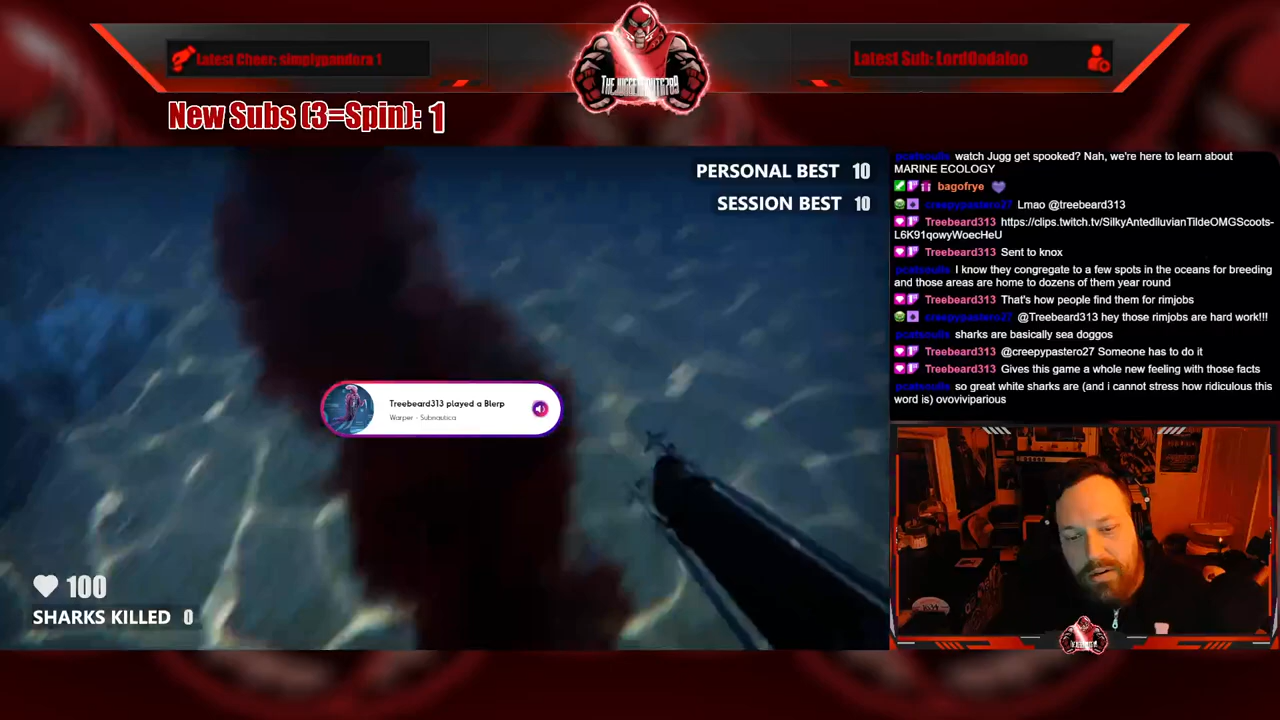 Latest Cheer: simplypandora 1
Latest Sub: LordOodaloo
New Subs (3=Spin): 1
PERSONAL BEST 10
SESSION BEST 10
Treebeard313 played a Blerp
Warper - Subnautica
100
SHARKS KILLED 0
watch Jugg get spooked? Nah, we're here to learn about
MARINE ECOLOGY
bagofrye
creepypastero27 Lmao @treebeard313
Treebeard313 https://clips.twitch.tv/SilkyAntediluvianTildeOMGScoots-
L6K91qowyWoecHeU
Treebeard313 Sent to knox
I know they congregate to a few spots in the oceans for breeding
and those areas are home to dozens of them year round
Treebeard313 That's how people find them for rimjobs
creepypastero27 @Treebeard313 hey those rimjobs are hard work!!!
sharks are basically sea doggos
Treebeard313 @creepypastero27 Someone has to do it
Treebeard313 Gives this game a whole new feeling with those facts
so great white sharks are (and i cannot stress how ridiculous this
word is) ovoviviparious